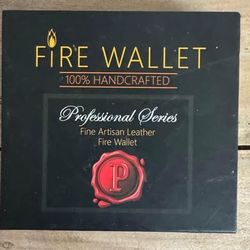 FIRE WALLET
100% HANDCRAFTED
Professional Series
Fine Artisan Leather
Fire Wallet
P